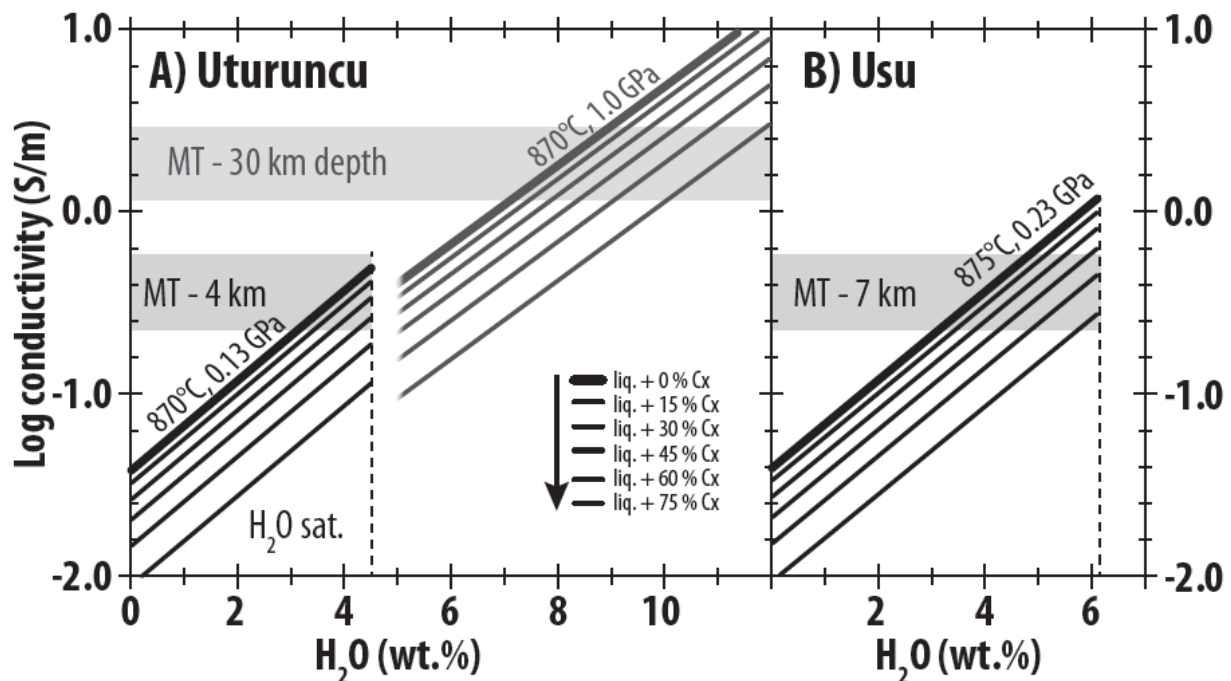 A) Uturuncu
B) Usu
Log conductivity (S/m)
1.0
0.0
-1.0
-2.0
MT - 30 km depth
870°C, 1.0 GPa
MT - 4 km
870°C, 0.13 GPa
H₂O sat.
liq. + 0 % Cx
liq. + 15 % Cx
liq. + 30 % Cx
liq. + 45 % Cx
liq. + 60 % Cx
liq. + 75 % Cx
875°C, 0.23 GPa
MT - 7 km
1.0
0.0
-1.0
-2.0
0 2 4 6 8 10
2 4 6
H₂O (wt.%)
H₂O (wt.%)